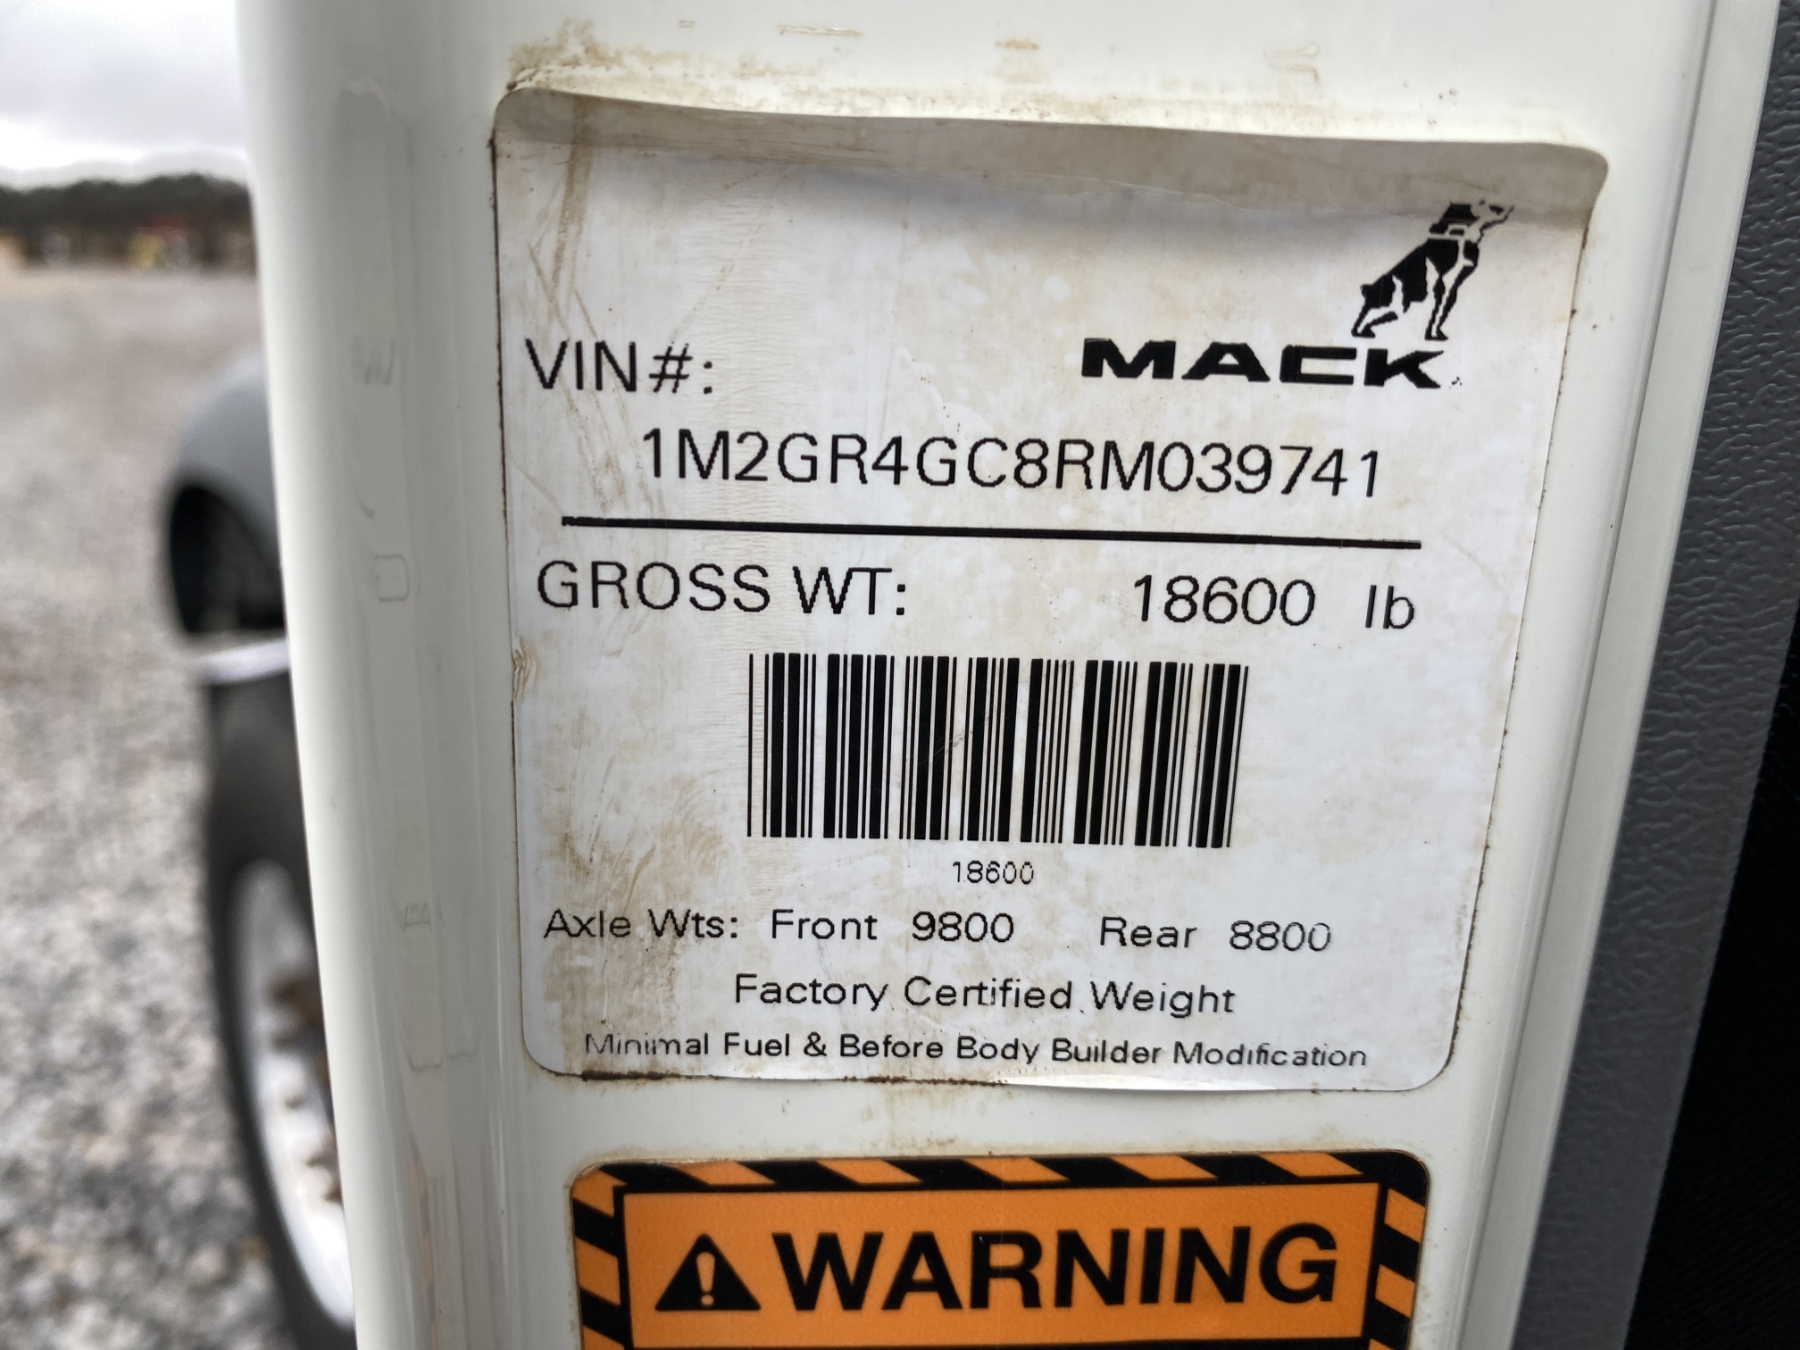 MACK
VIN#:
1M2GR4GC8RM039741
GROSS WT: 18600 lb
18600
Axle Wts: Front 9800 Rear 8800
Factory Certified Weight
Minimal Fuel & Before Body Builder Modification
WARNING